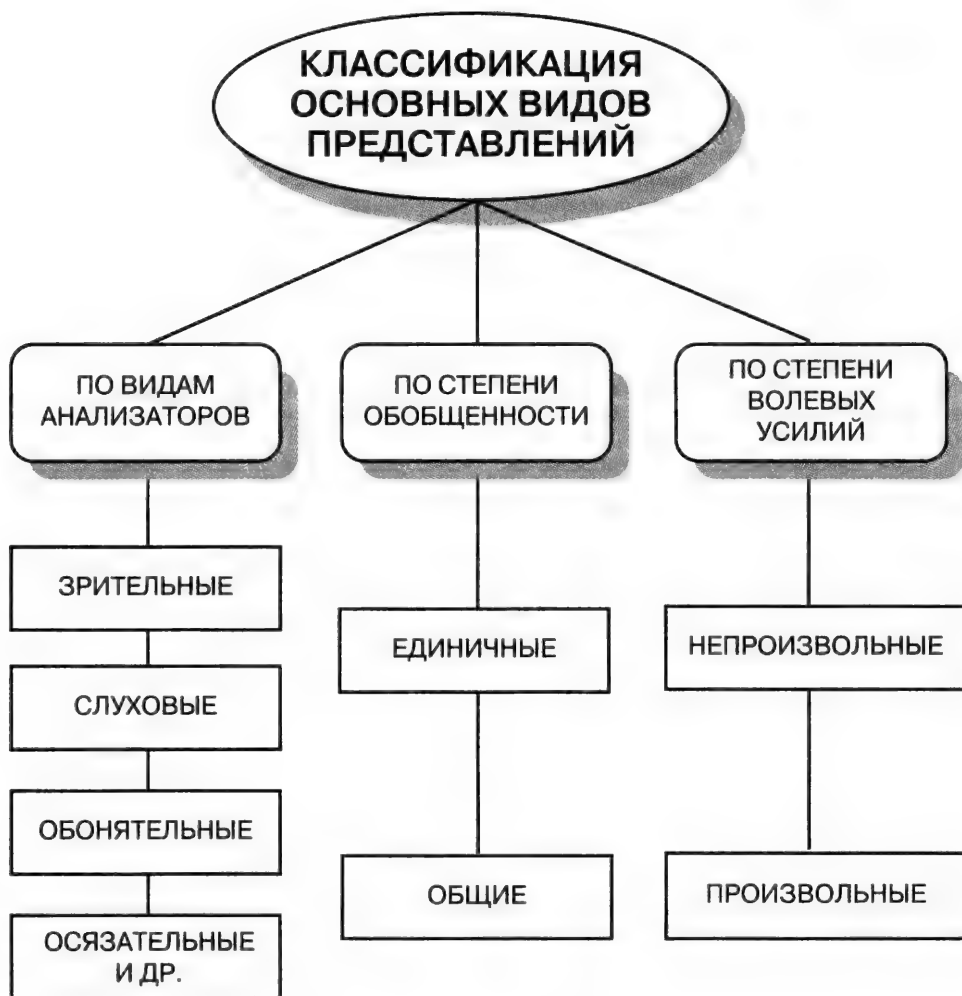 КЛАССИФИКАЦИЯ
ОСНОВНЫХ ВИДОВ
ПРЕДСТАВЛЕНИЙ
ПО ВИДАМ
АНАЛИЗАТОРОВ
ЗРИТЕЛЬНЫЕ
СЛУХОВЫЕ
ОБОНЯТЕЛЬНЫЕ
ОСЯЗАТЕЛЬНЫЕ
И ДР.
ПО СТЕПЕНИ
ОБОБЩЕННОСТИ
ЕДИНИЧНЫЕ
ОБЩИЕ
ПО СТЕПЕНИ
ВОЛЕВЫХ
УСИЛИЙ
НЕПРОИЗВОЛЬНЫЕ
ПРОИЗВОЛЬНЫЕ